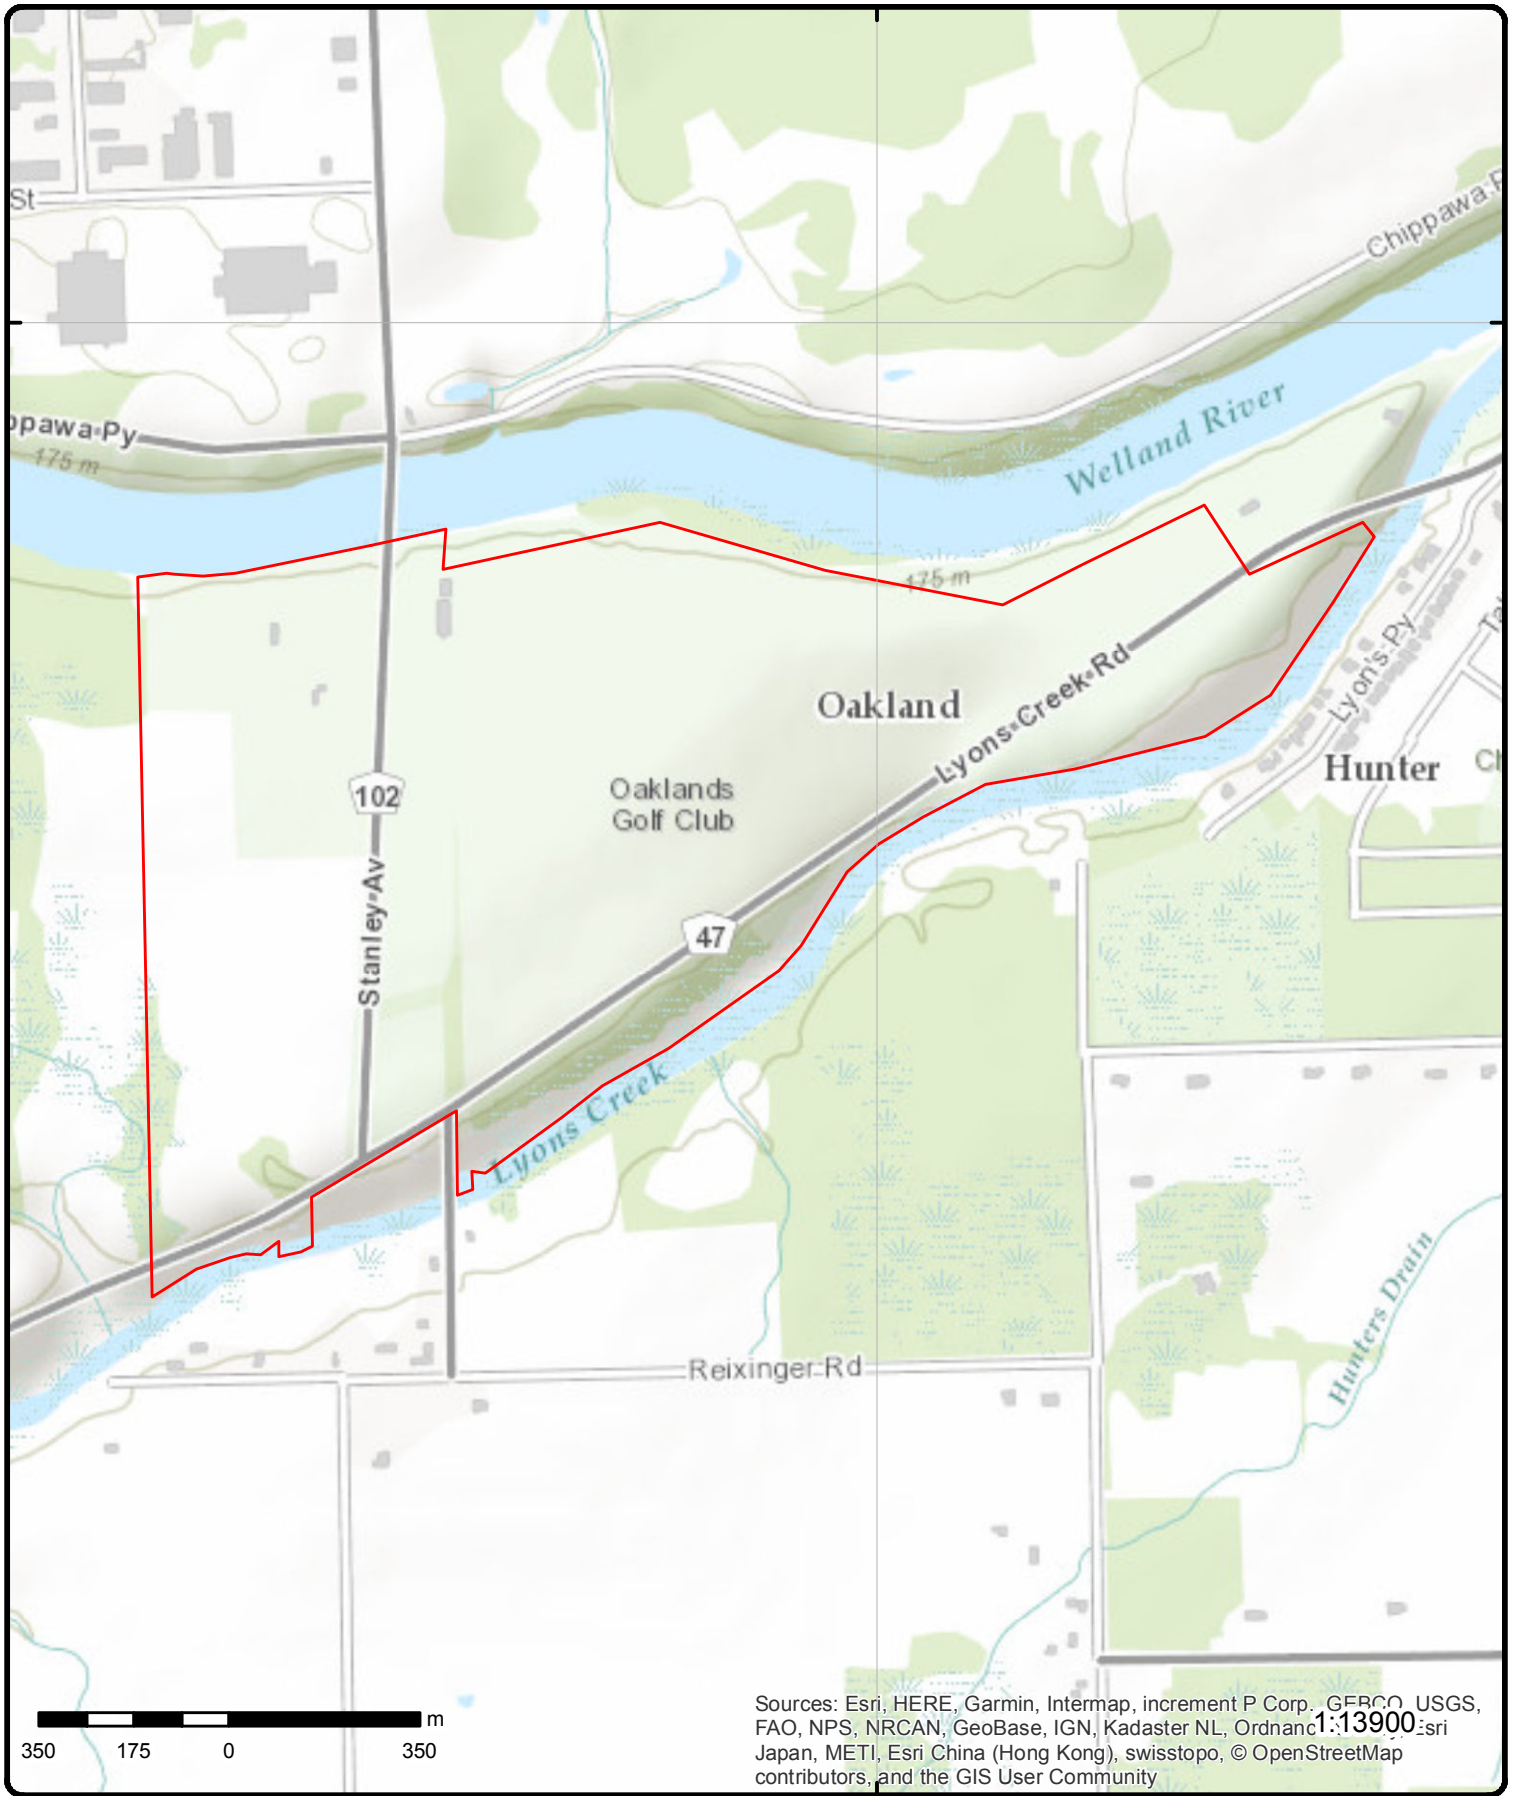 St
Chippawa
ppawa Py
175 m
Welland River
175 m
Lyons Creek Rd
Oakland
Lyon's Py
Hunter
102
Oaklands
Golf Club
Stanley Av
47
Lyons Creek
Reixinger Rd
Hunters Drain
m
350 175 0 350
Sources: Esri, HERE, Garmin, Intermap, increment P Corp., GEBCO, USGS,
FAO, NPS, NRCAN, GeoBase, IGN, Kadaster NL, Esri
1:13900
Japan, METI, Esri China (Hong Kong), swisstopo, © OpenStreetMap
contributors, and the GIS User Community